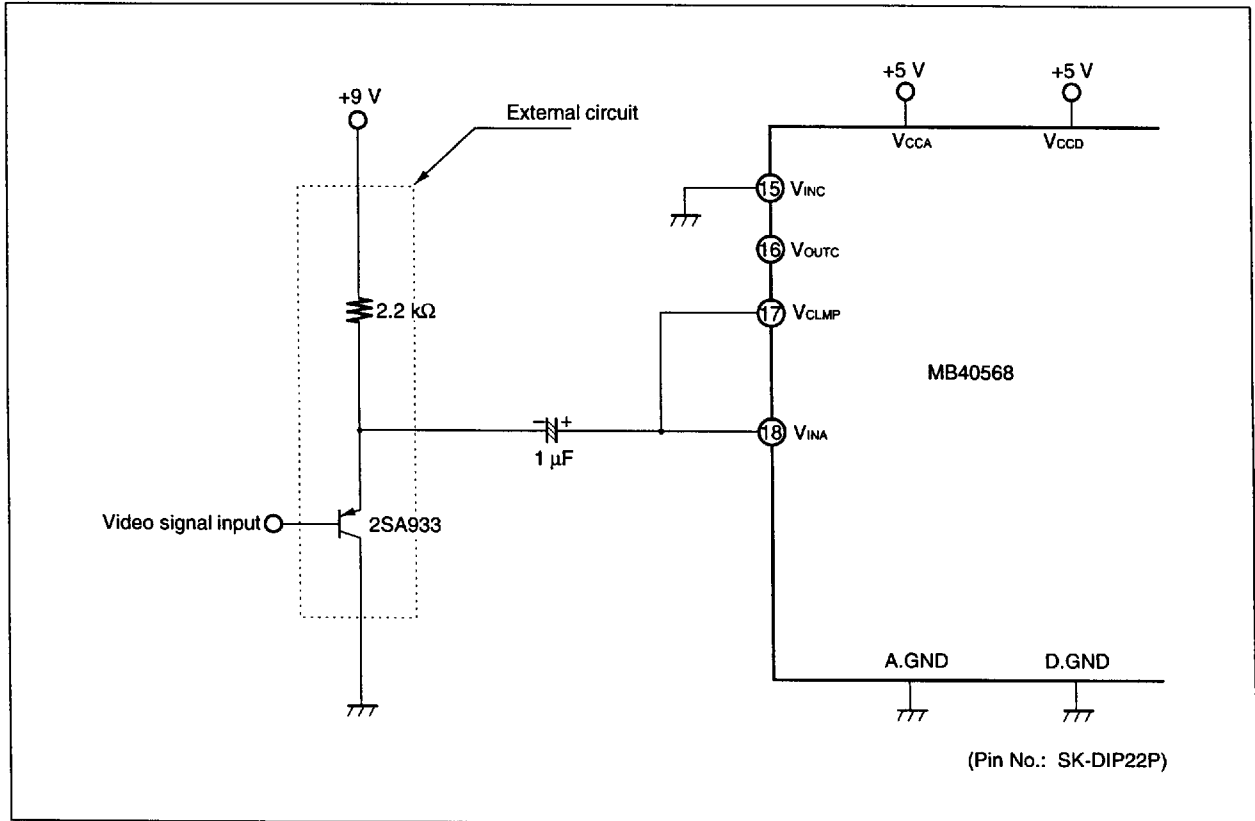 +5 V
+5 V
+9 V
External circuit
VCCA
VCCD
15
VINC
16
VOUTC
2.2 kΩ
17
VCLMP
MB40568
− +
18
VINA
1 μF
Video signal input
2SA933
A.GND
D.GND
(Pin No.: SK-DIP22P)